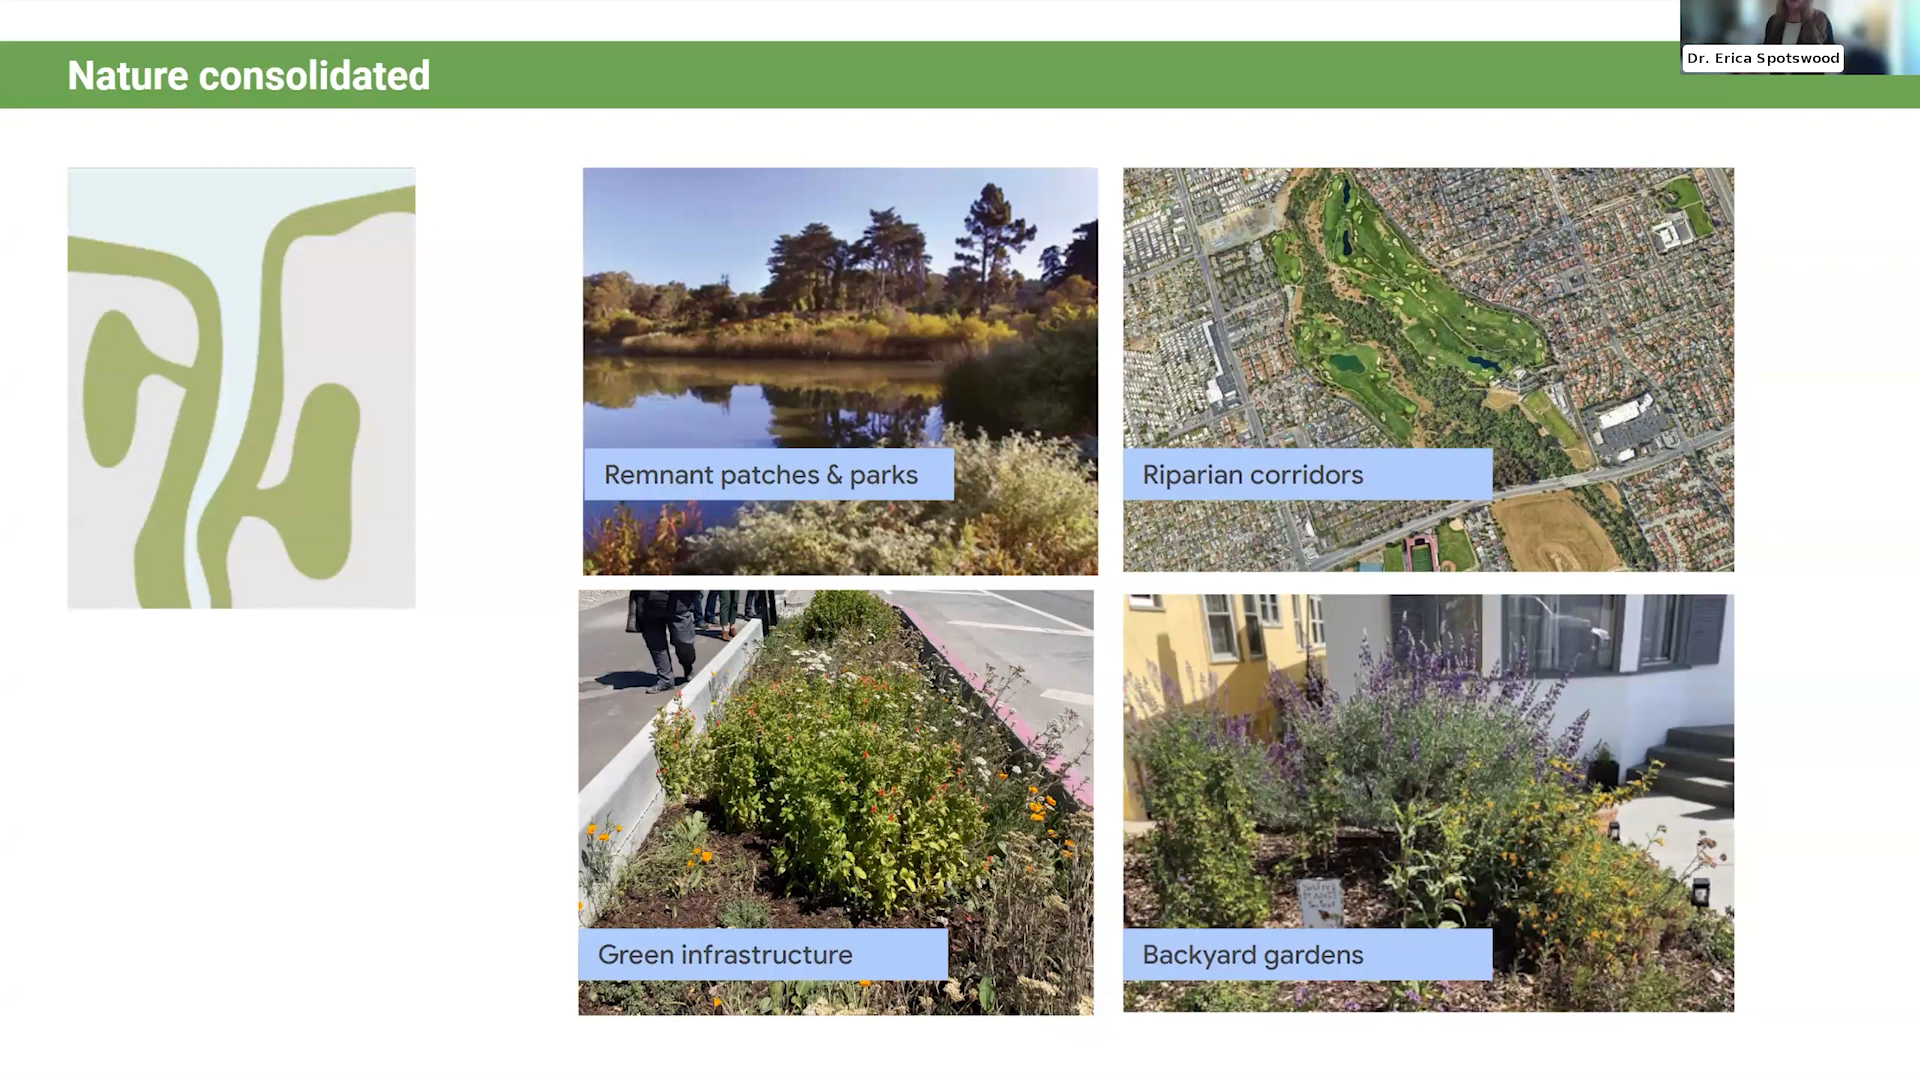 Nature consolidated
Dr. Erica Spotswood
Remnant patches & parks
Riparian corridors
Green infrastructure
Backyard gardens